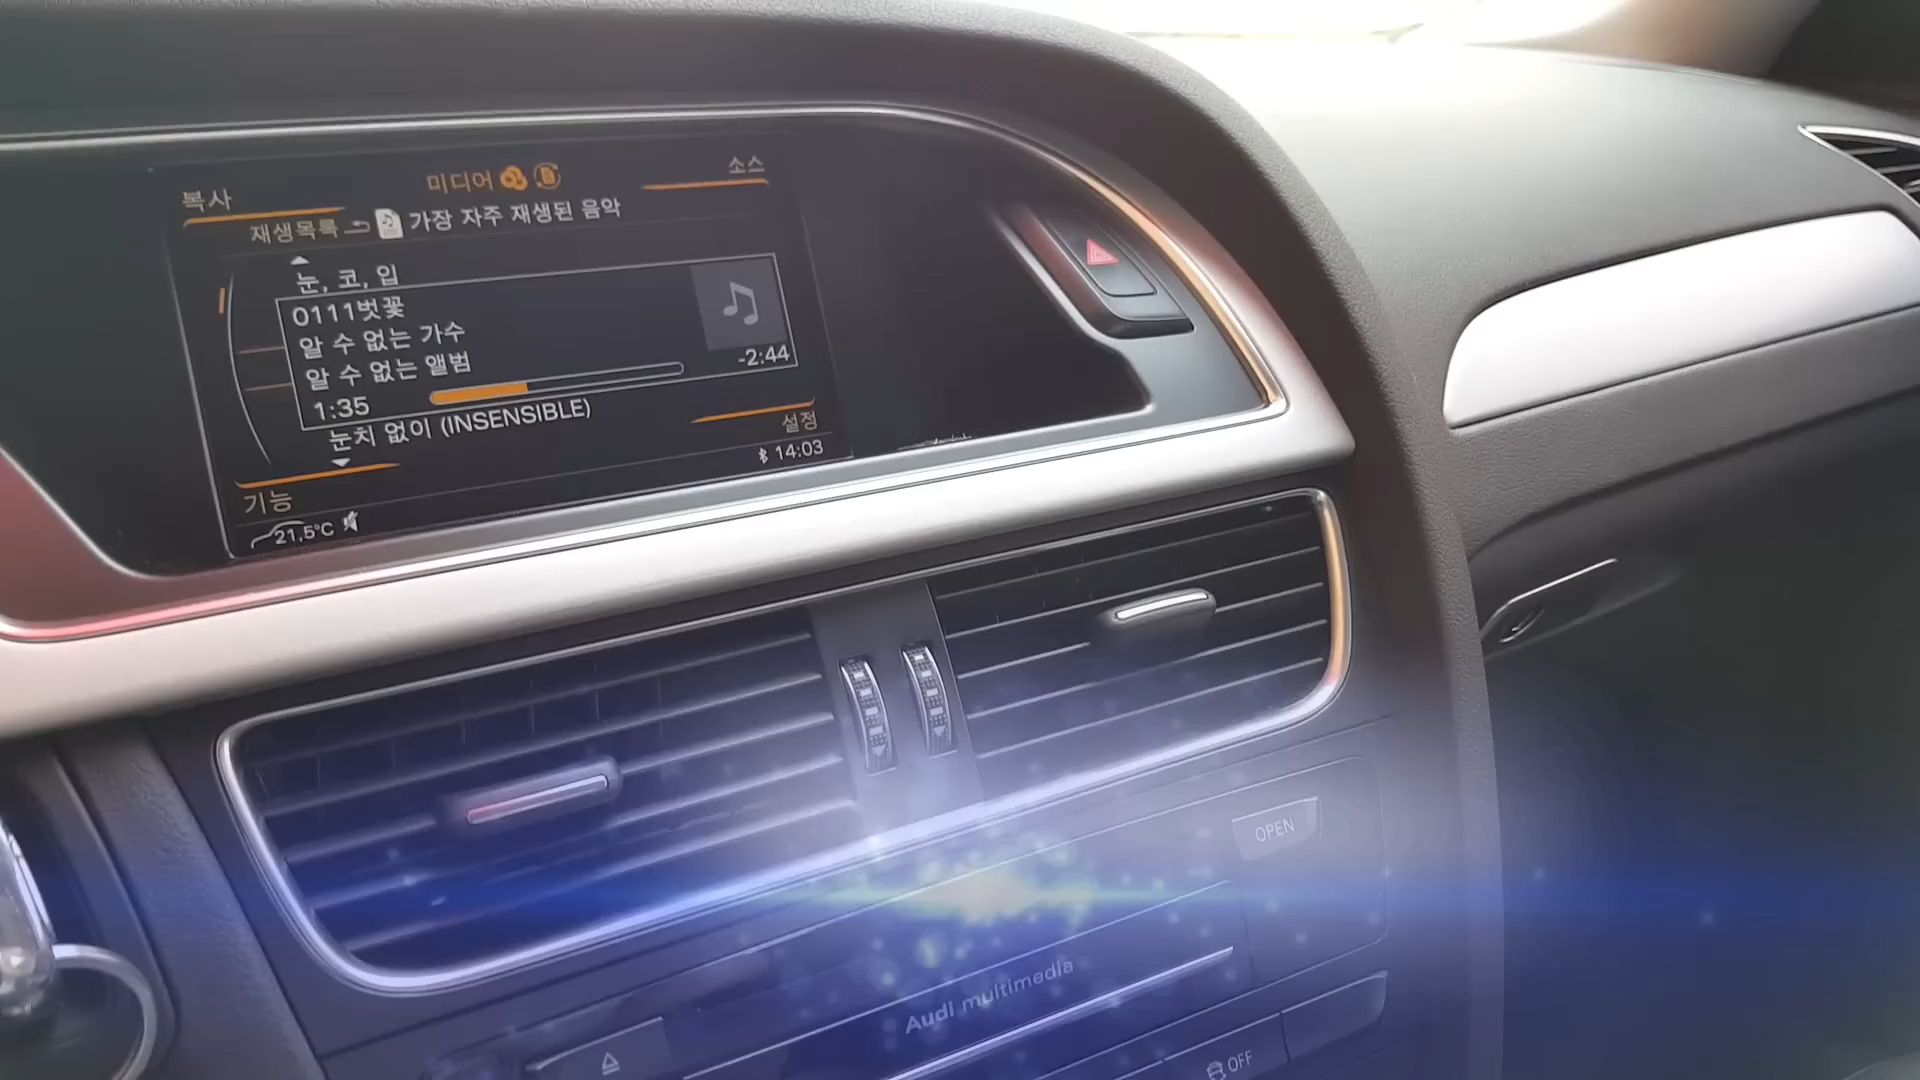 복사
미디어
소스
재생목록 가장 자주 재생된 음악
눈, 코, 입
0111벚꽃
알 수 없는 가수
알 수 없는 앨범
1:35
-2:44
눈치 없이 (INSENSIBLE)
설정
기능
14:03
21,5°C
OPEN
Audi multimedia
OFF